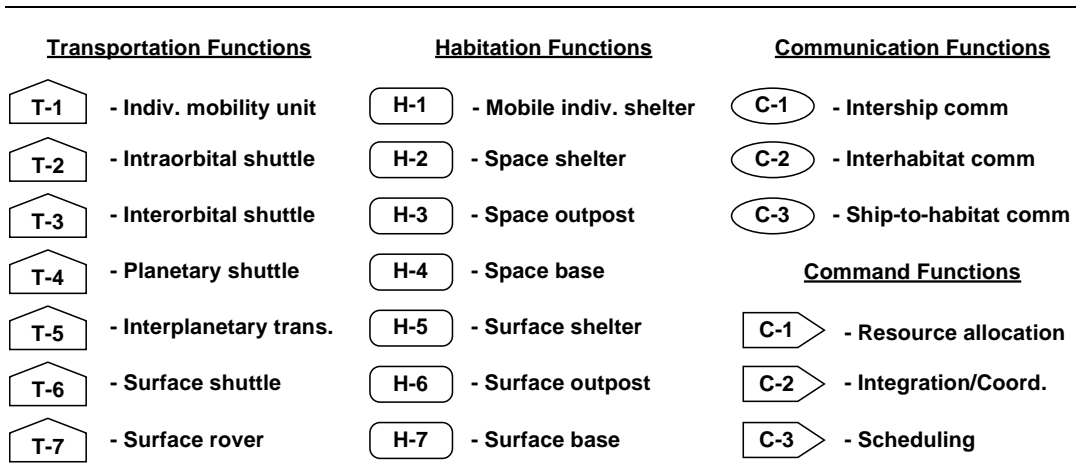 Transportation Functions
T-1 - Indiv. mobility unit
T-2 - Intraorbital shuttle
T-3 - Interorbital shuttle
T-4 - Planetary shuttle
T-5 - Interplanetary trans.
T-6 - Surface shuttle
T-7 - Surface rover
Habitation Functions
H-1 - Mobile indiv. shelter
H-2 - Space shelter
H-3 - Space outpost
H-4 - Space base
H-5 - Surface shelter
H-6 - Surface outpost
H-7 - Surface base
Communication Functions
C-1 - Intership comm
C-2 - Interhabitat comm
C-3 - Ship-to-habitat comm
Command Functions
C-1 - Resource allocation
C-2 - Integration/Coord.
C-3 - Scheduling